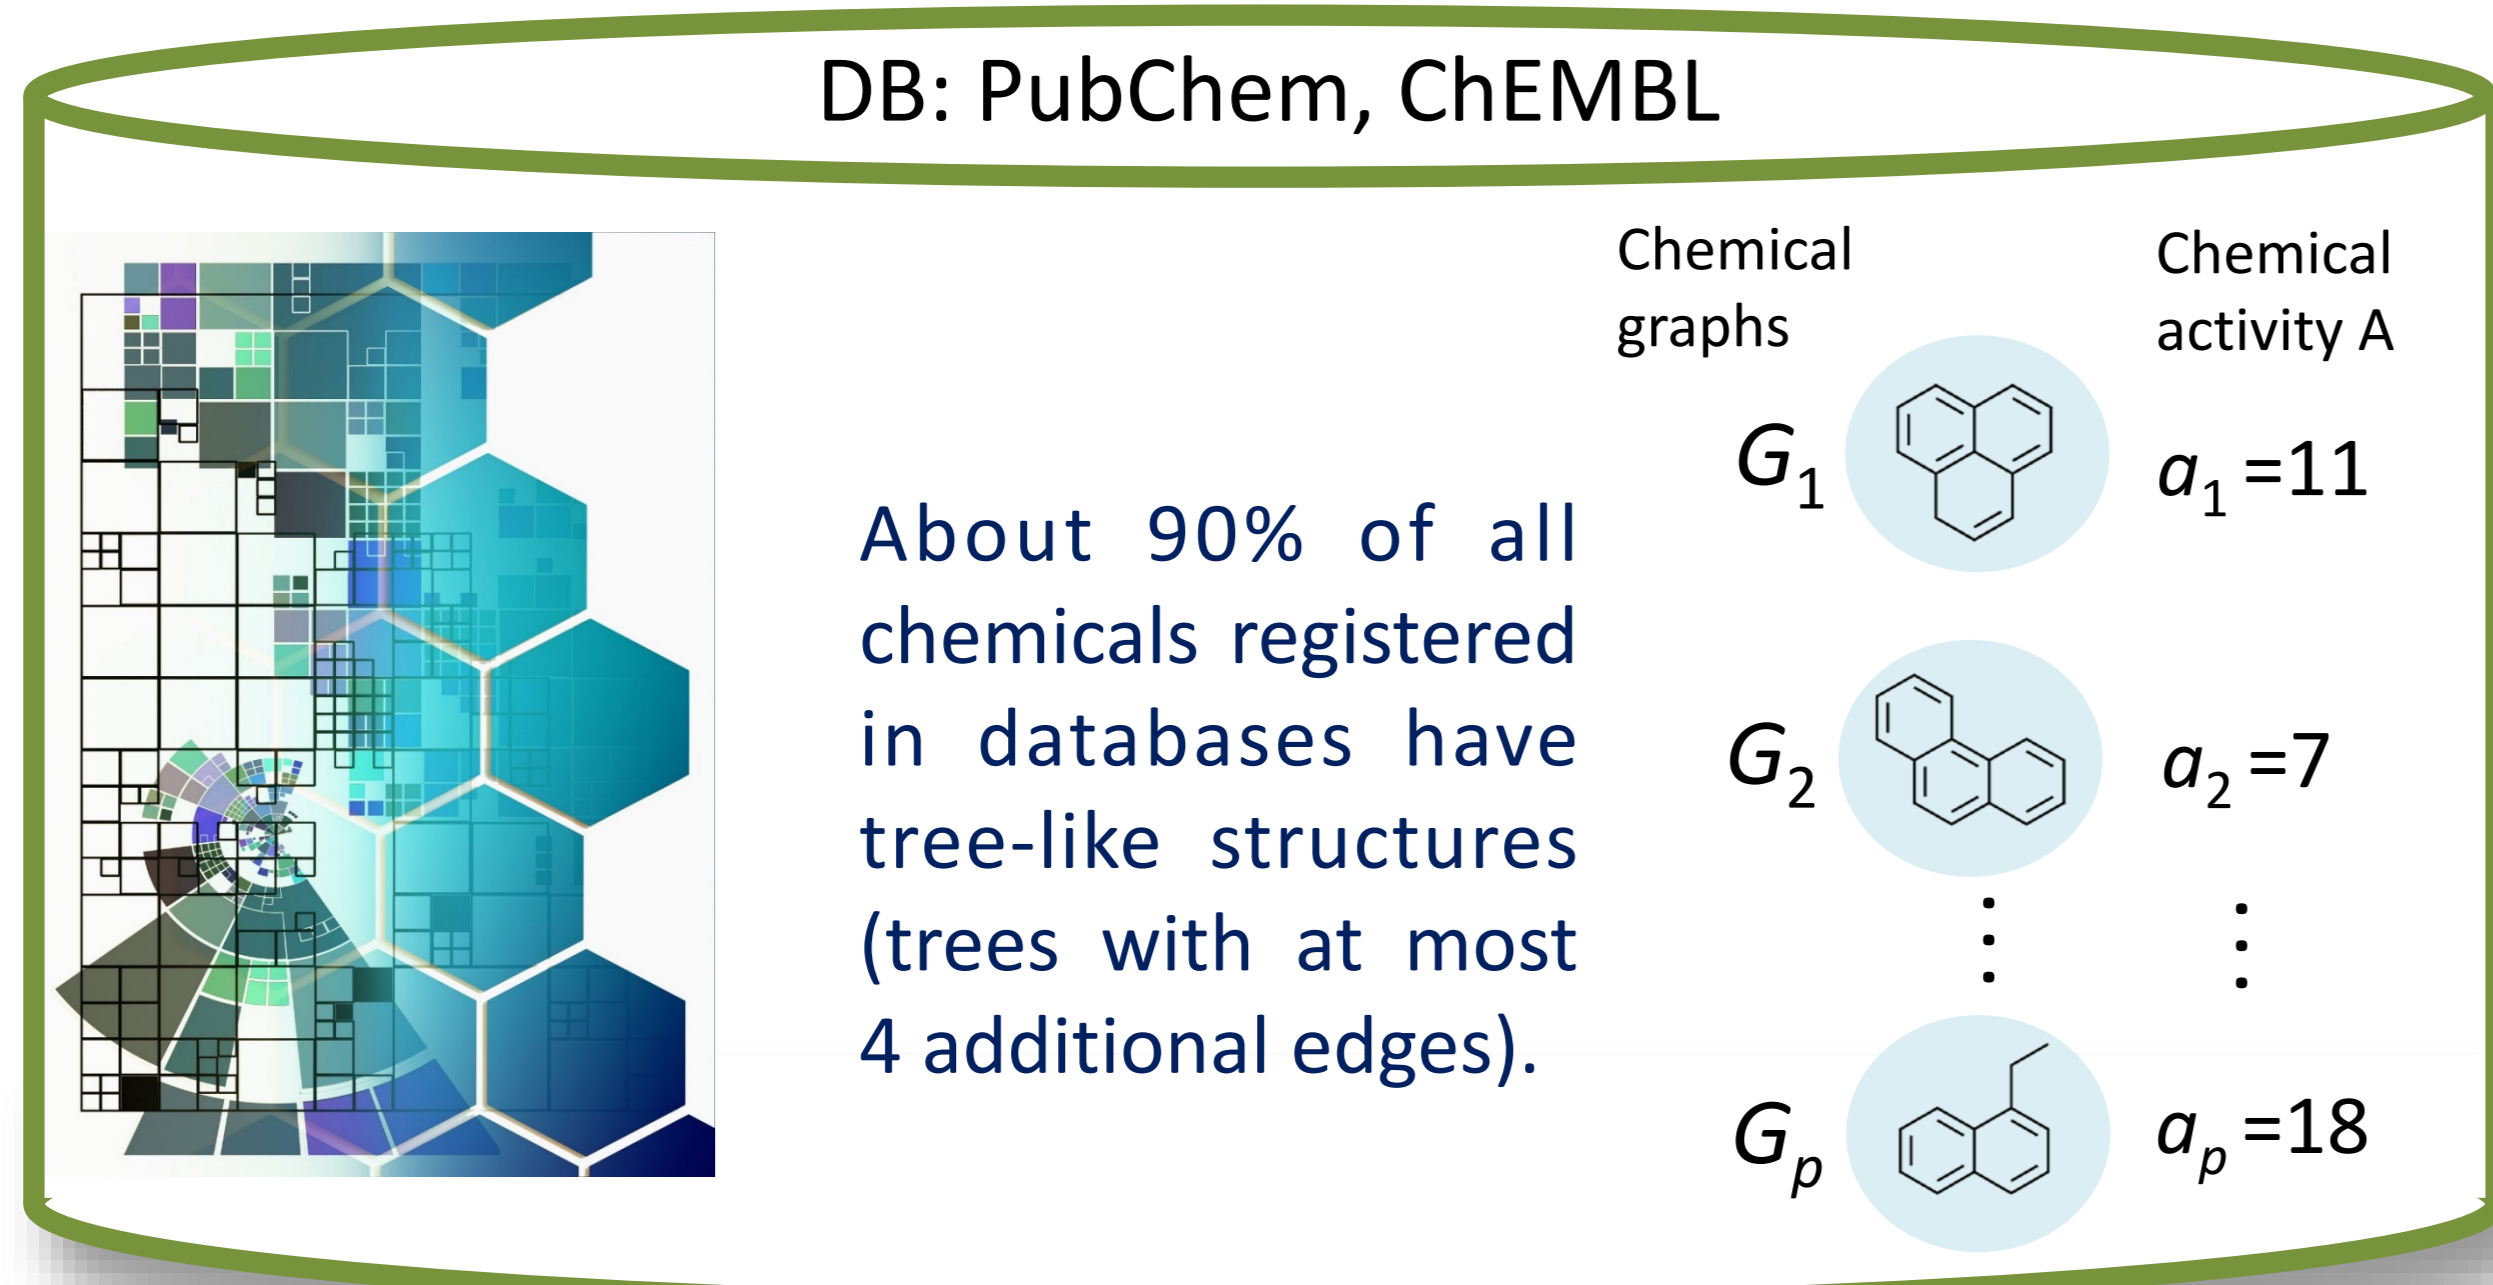 DB: PubChem, ChEMBL
About 90% of all
chemicals registered
in databases have
tree-like structures
(trees with at most
4 additional edges).
Chemical
graphs
Chemical
activity A
G1
a1 =11
G2
a2 =7
Gp
ap =18